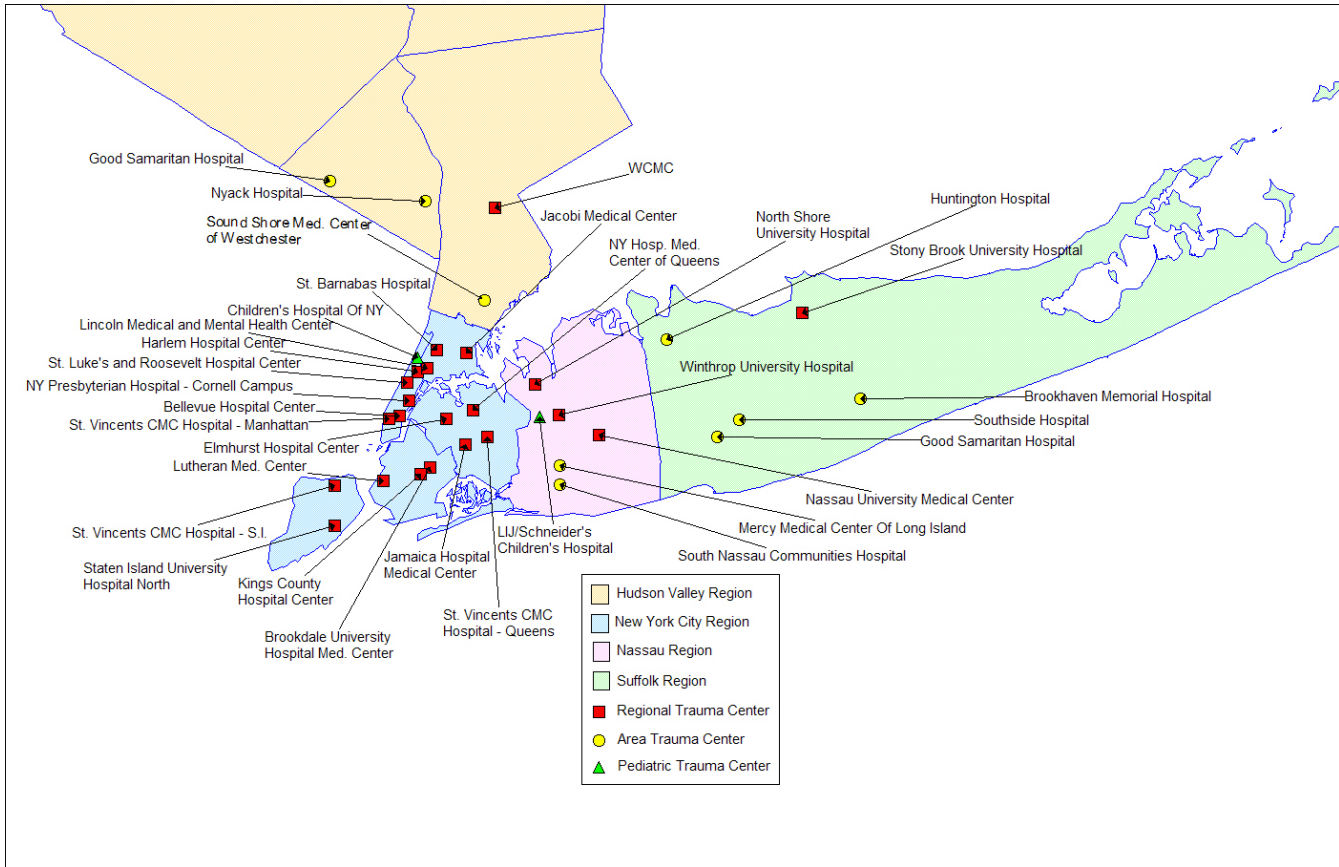 Good Samaritan Hospital
Nyack Hospital
Sound Shore Med. Center
of Westchester
WCMC
Jacobi Medical Center
NY Hosp. Med.
Center of Queens
North Shore
University Hospital
Huntington Hospital
Stony Brook University Hospital
St. Barnabas Hospital
Children's Hospital Of NY
Lincoln Medical and Mental Health Center
Harlem Hospital Center
St. Luke's and Roosevelt Hospital Center
NY Presbyterian Hospital - Cornell Campus
Bellevue Hospital Center
St. Vincents CMC Hospital - Manhattan
Elmhurst Hospital Center
Lutheran Med. Center
Winthrop University Hospital
Brookhaven Memorial Hospital
Southside Hospital
Good Samaritan Hospital
Nassau University Medical Center
Mercy Medical Center Of Long Island
South Nassau Communities Hospital
St. Vincents CMC Hospital - S.I.
Staten Island University
Hospital North
Kings County
Hospital Center
Brookdale University
Hospital Med. Center
Jamaica Hospital
Medical Center
St. Vincents CMC
Hospital - Queens
LIJ/Schneider's
Children's Hospital
Hudson Valley Region
New York City Region
Nassau Region
Suffolk Region
Regional Trauma Center
Area Trauma Center
Pediatric Trauma Center